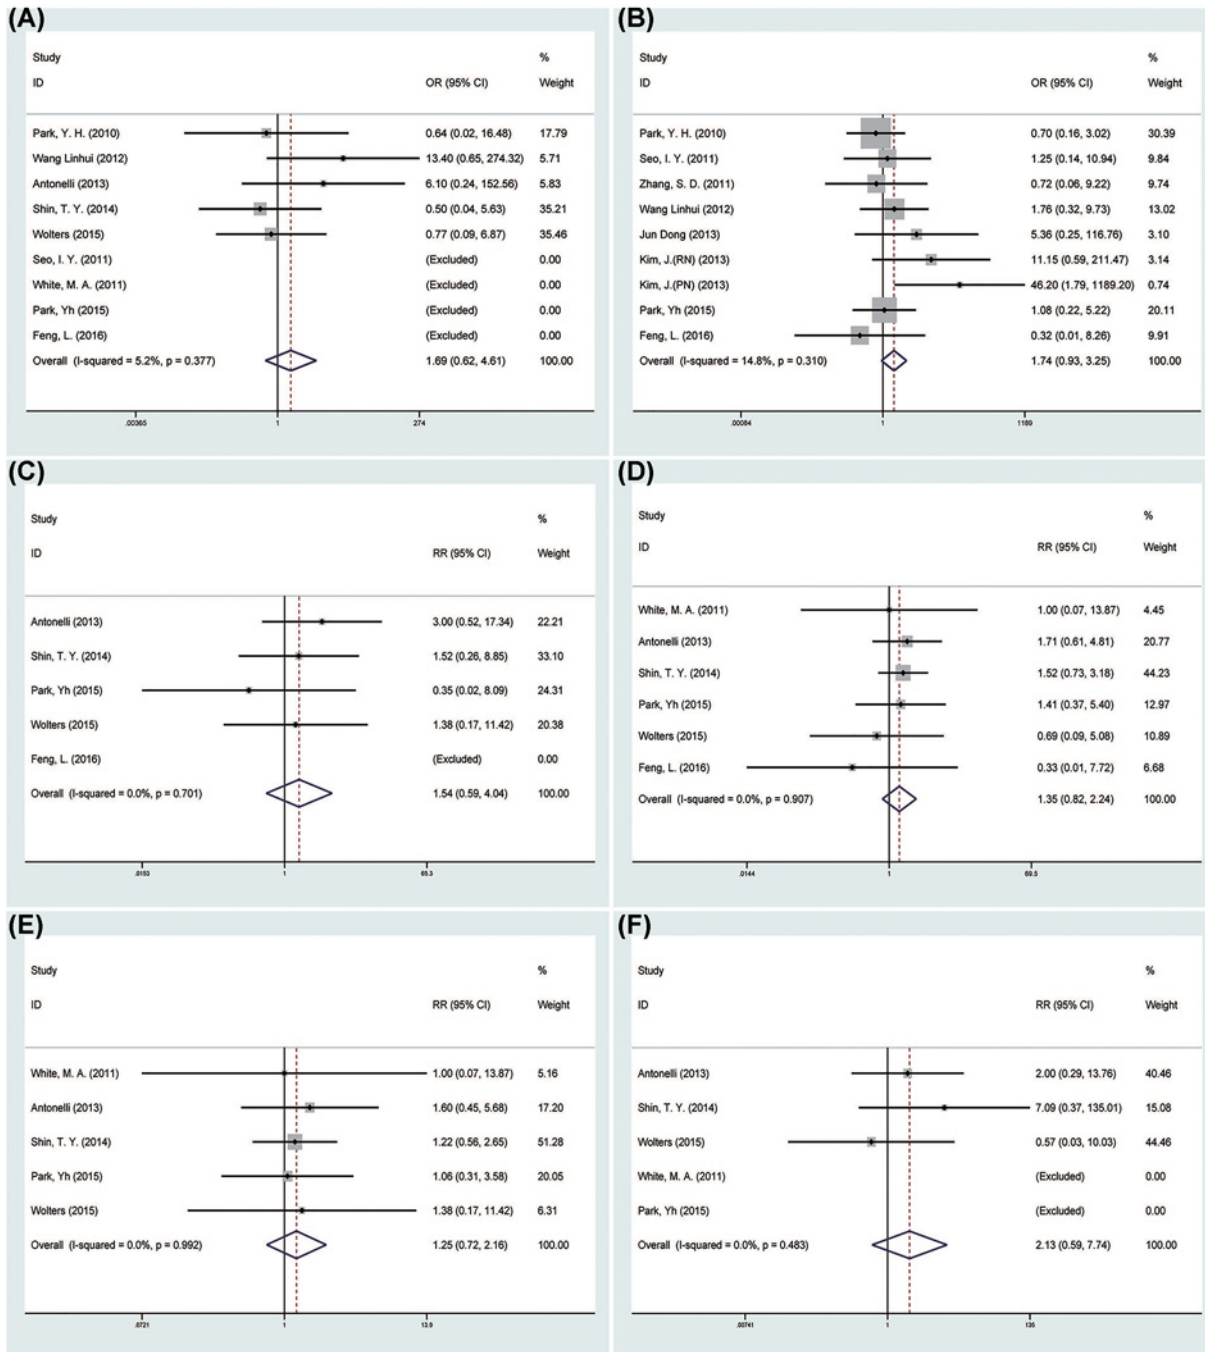 (A)
Study %
ID OR (95% CI) Weight
Park, Y. H. (2010) 0.64 (0.02, 16.48) 17.79
Wang Linhui (2012) 13.40 (0.65, 274.32) 5.71
Antonelli (2013) 6.10 (0.24, 152.56) 5.83
Shin, T. Y. (2014) 0.50 (0.04, 5.63) 35.21
Wolters (2015) 0.77 (0.09, 6.87) 35.46
Seo, I. Y. (2011) (Excluded) 0.00
White, M. A. (2011) (Excluded) 0.00
Park, Yh (2015) (Excluded) 0.00
Feng, L. (2016) (Excluded) 0.00
Overall (I-squared = 5.2%, p = 0.377) 1.69 (0.62, 4.61) 100.00
.00365 1 274
(B)
Study %
ID OR (95% CI) Weight
Park, Y. H. (2010) 0.70 (0.16, 3.02) 30.39
Seo, I. Y. (2011) 1.25 (0.14, 10.94) 9.84
Zhang, S. D. (2011) 0.72 (0.06, 9.22) 9.74
Wang Linhui (2012) 1.76 (0.32, 9.73) 13.02
Jun Dong (2013) 5.36 (0.25, 116.76) 3.10
Kim, J.(RN) (2013) 11.15 (0.59, 211.47) 3.14
Kim, J.(PN) (2013) 46.20 (1.79, 1189.20) 0.74
Park, Yh (2015) 1.08 (0.22, 5.22) 20.11
Feng, L. (2016) 0.32 (0.01, 8.26) 9.91
Overall (I-squared = 14.8%, p = 0.310) 1.74 (0.93, 3.25) 100.00
.00084 1 1189
(C)
Study %
ID RR (95% CI) Weight
Antonelli (2013) 3.00 (0.52, 17.34) 22.21
Shin, T. Y. (2014) 1.52 (0.26, 8.85) 33.10
Park, Yh (2015) 0.35 (0.02, 8.09) 24.31
Wolters (2015) 1.38 (0.17, 11.42) 20.38
Feng, L. (2016) (Excluded) 0.00
Overall (I-squared = 0.0%, p = 0.701) 1.54 (0.59, 4.04) 100.00
.0153 1 65.5
(D)
Study %
ID RR (95% CI) Weight
White, M. A. (2011) 1.00 (0.07, 13.87) 4.45
Antonelli (2013) 1.71 (0.61, 4.81) 20.77
Shin, T. Y. (2014) 1.52 (0.73, 3.18) 44.23
Park, Yh (2015) 1.41 (0.37, 5.40) 12.97
Wolters (2015) 0.69 (0.09, 5.08) 10.89
Feng, L. (2016) 0.33 (0.01, 7.72) 6.68
Overall (I-squared = 0.0%, p = 0.907) 1.35 (0.82, 2.24) 100.00
.0144 1 69.5
(E)
Study %
ID RR (95% CI) Weight
White, M. A. (2011) 1.00 (0.07, 13.87) 5.16
Antonelli (2013) 1.60 (0.45, 5.68) 17.20
Shin, T. Y. (2014) 1.22 (0.56, 2.65) 51.28
Park, Yh (2015) 1.06 (0.31, 3.58) 20.05
Wolters (2015) 1.38 (0.17, 11.42) 6.31
Overall (I-squared = 0.0%, p = 0.992) 1.25 (0.72, 2.16) 100.00
.0721 1 13.9
(F)
Study %
ID RR (95% CI) Weight
Antonelli (2013) 2.00 (0.29, 13.76) 40.46
Shin, T. Y. (2014) 7.09 (0.37, 135.01) 15.08
Wolters (2015) 0.57 (0.03, 10.03) 44.46
White, M. A. (2011) (Excluded) 0.00
Park, Yh (2015) (Excluded) 0.00
Overall (I-squared = 0.0%, p = 0.483) 2.13 (0.59, 7.74) 100.00
.00741 1 135